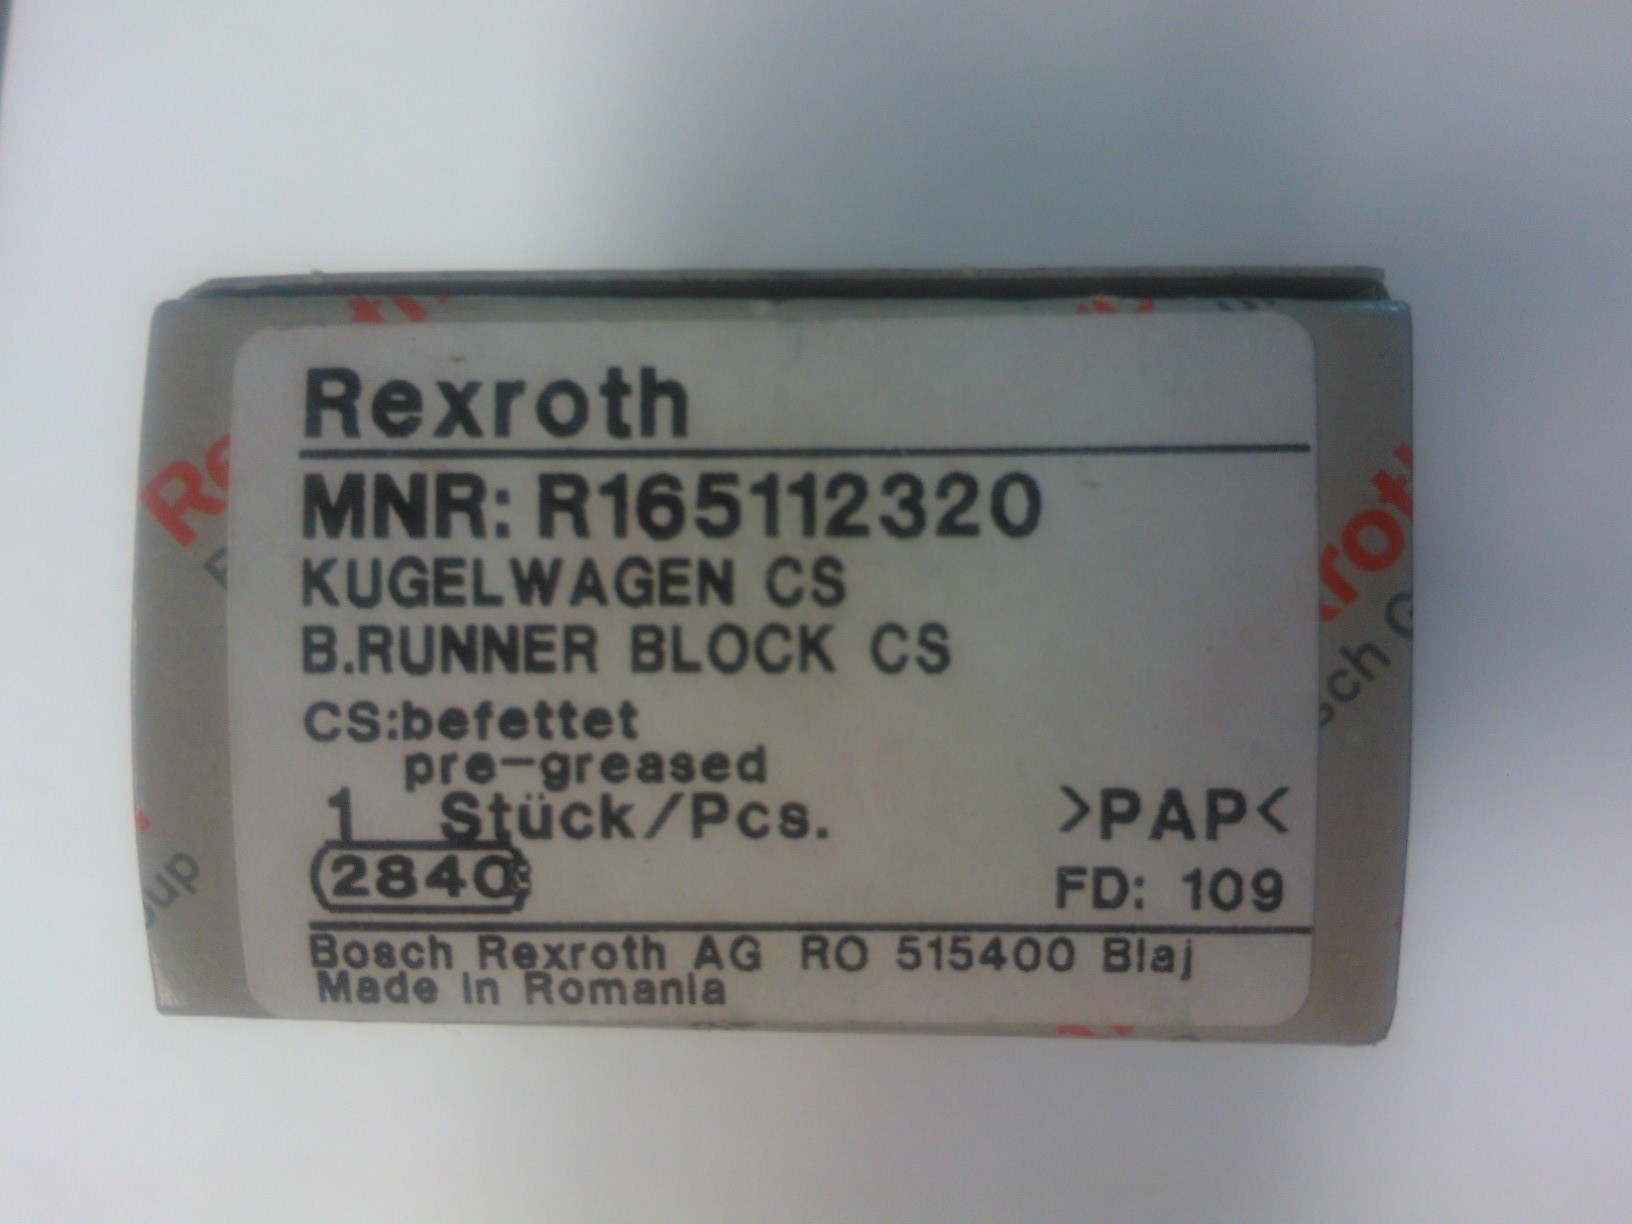 Rexroth
MNR: R165112320
KUGELWAGEN CS
B.RUNNER BLOCK CS
CS:befettet
pre-greased
1 Stück/Pcs.
>PAP<
2840
FD: 109
Bosch Rexroth AG RO 515400 Blaj
Made in Romania